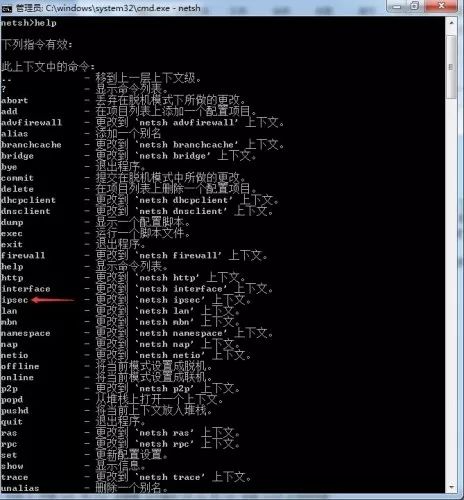 管理员: C:\windows\system32\cmd.exe - netsh
netsh>help
下列指令有效:
此上下文中的命令:
.. - 移到上一层上下文级。
? - 显示命令列表。
abort - 丢弃在脱机模式下所做的更改。
add - 在项目列表上添加一个配置项目。
advfirewall - 更改到 `netsh advfirewall' 上下文。
alias - 添加一个别名
branchcache - 更改到 `netsh branchcache' 上下文。
bridge - 更改到 `netsh bridge' 上下文。
bye - 退出程序。
commit - 提交在脱机模式中所做的更改。
delete - 在项目列表上删除一个配置项目。
dhcpclient - 更改到 `netsh dhcpclient' 上下文。
dnsclient - 更改到 `netsh dnsclient' 上下文。
dump - 显示一个配置脚本。
exec - 运行一个脚本文件。
exit - 退出程序。
firewall - 更改到 `netsh firewall' 上下文。
help - 显示命令列表。
http - 更改到 `netsh http' 上下文。
interface - 更改到 `netsh interface' 上下文。
ipsec - 更改到 `netsh ipsec' 上下文。
lan - 更改到 `netsh lan' 上下文。
mbn - 更改到 `netsh mbn' 上下文。
namespace - 更改到 `netsh namespace' 上下文。
nap - 更改到 `netsh nap' 上下文。
netio - 更改到 `netsh netio' 上下文。
offline - 将当前模式设置成脱机。
online - 将当前模式设置成联机。
p2p - 更改到 `netsh p2p' 上下文。
popd - 从堆栈上打开一个上下文。
pushd - 将当前上下文放入堆栈。
quit - 退出程序。
ras - 更改到 `netsh ras' 上下文。
rpc - 更改到 `netsh rpc' 上下文。
set - 更新配置设置。
show - 显示信息。
trace - 更改到 `netsh trace' 上下文。
unalias - 删除一个别名。